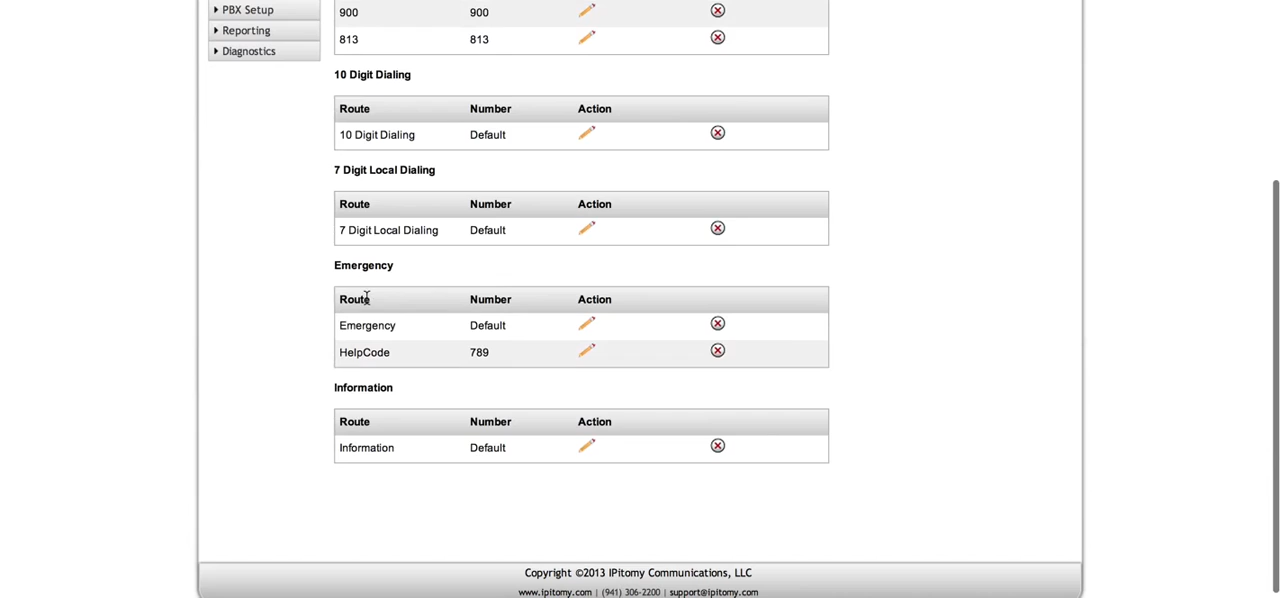 PBX Setup
Reporting
Diagnostics
900 900
813 813
10 Digit Dialing
Route Number Action
10 Digit Dialing Default
7 Digit Local Dialing
Route Number Action
7 Digit Local Dialing Default
Emergency
Route Number Action
Emergency Default
HelpCode 789
Information
Route Number Action
Information Default
Copyright ©2013 IPitomy Communications, LLC
www.ipitomy.com | (941) 306-2200 | support@ipitomy.com